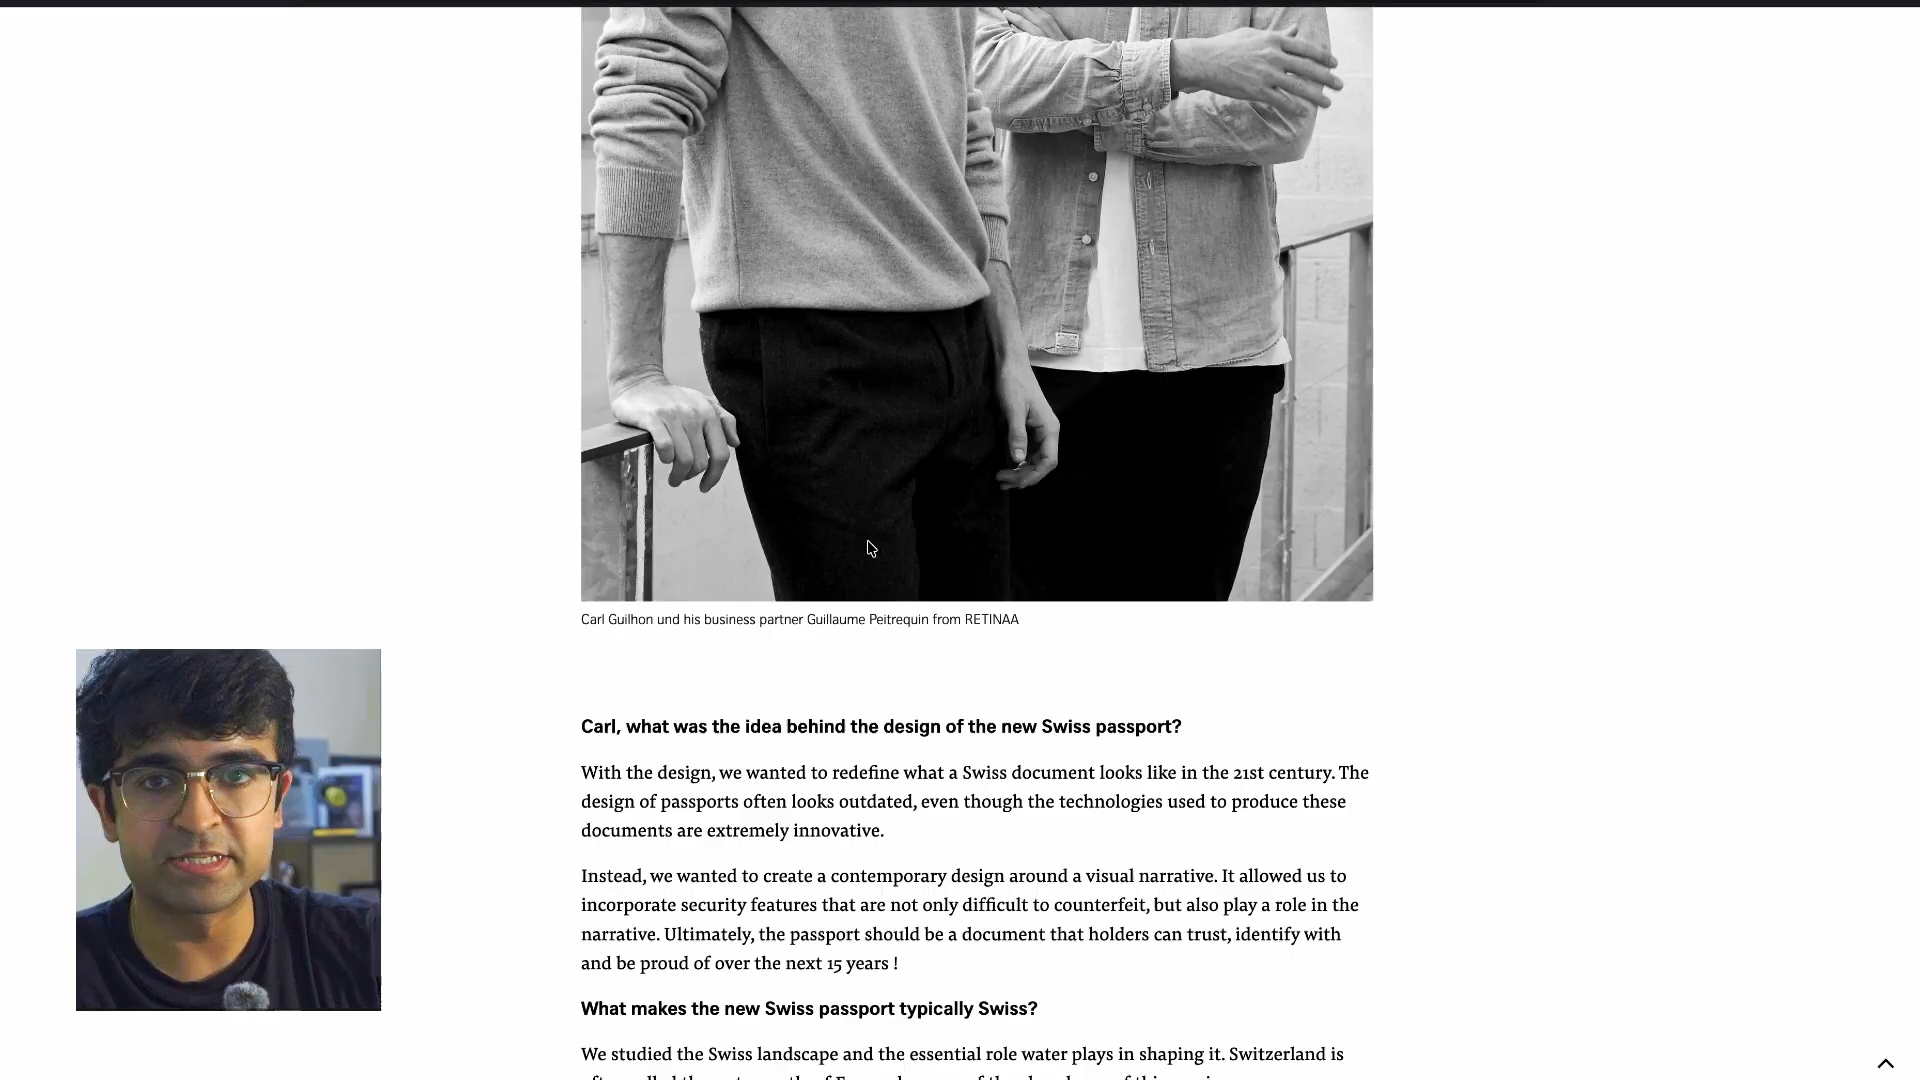 Carl Guilhon und his business partner Guillaume Peitrequin from RETINAA
Carl, what was the idea behind the design of the new Swiss passport?
With the design, we wanted to redefine what a Swiss document looks like in the 21st century. The
design of passports often looks outdated, even though the technologies used to produce these
documents are extremely innovative.
Instead, we wanted to create a contemporary design around a visual narrative. It allowed us to
incorporate security features that are not only difficult to counterfeit, but also play a role in the
narrative. Ultimately, the passport should be a document that holders can trust, identify with
and be proud of over the next 15 years !
What makes the new Swiss passport typically Swiss?
We studied the Swiss landscape and the essential role water plays in shaping it. Switzerland is